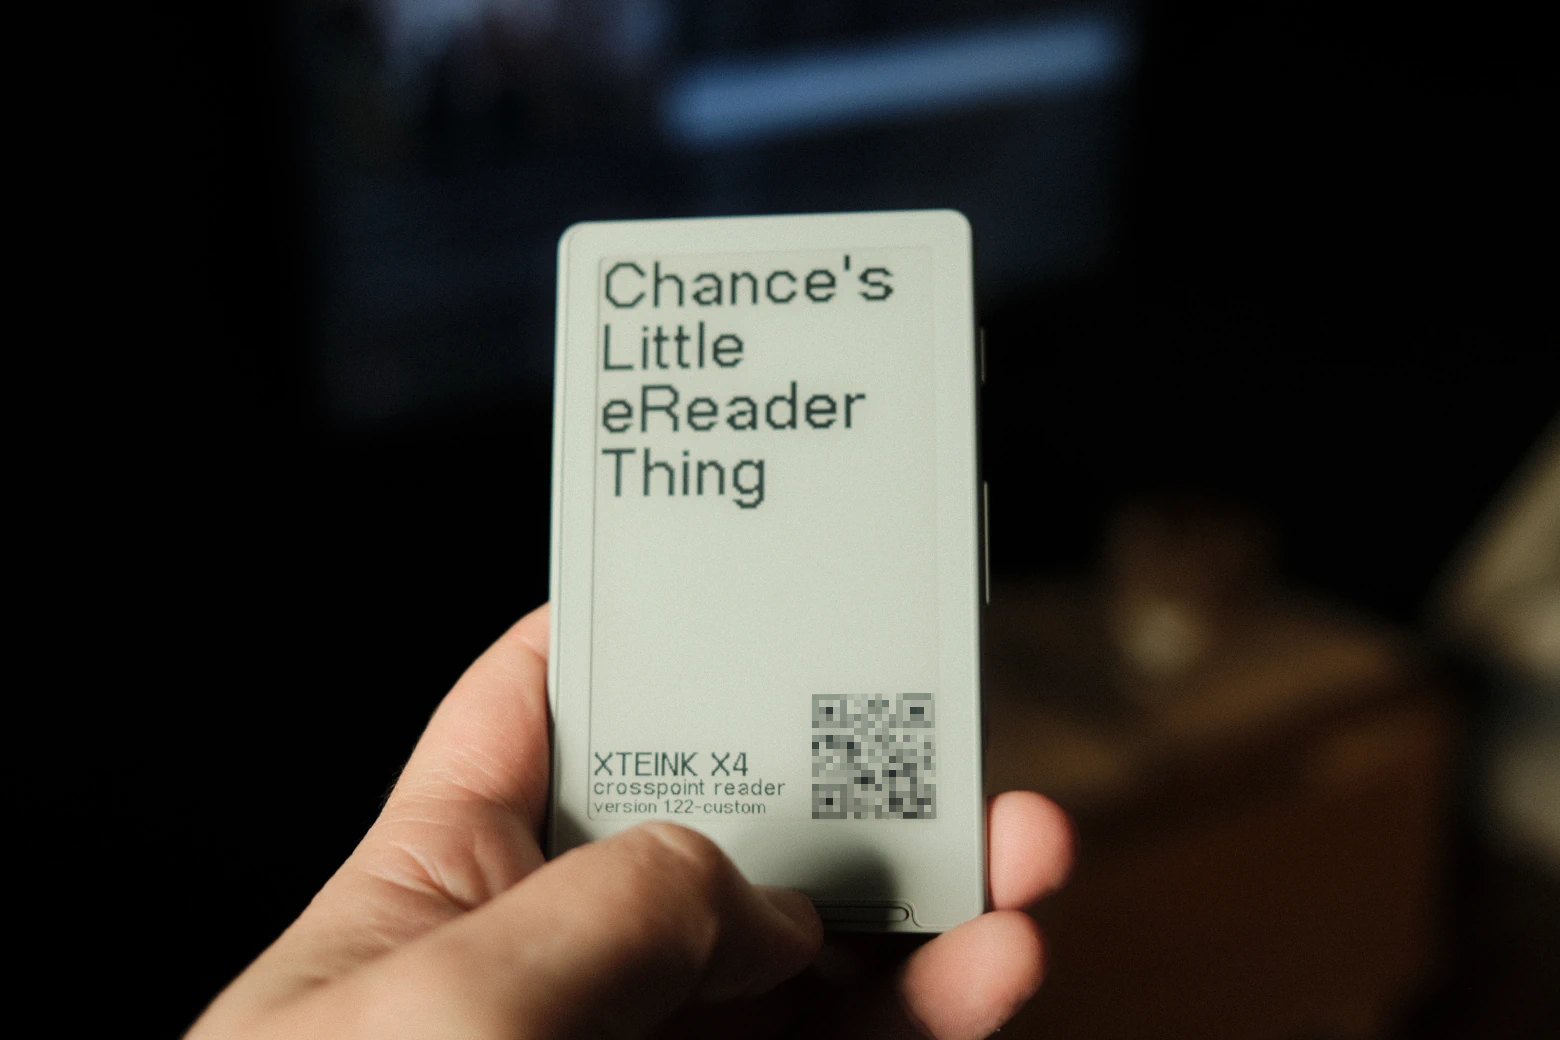 Chance's
Little
eReader
Thing
XTEINK X4
crosspoint reader
version 1.22-custom